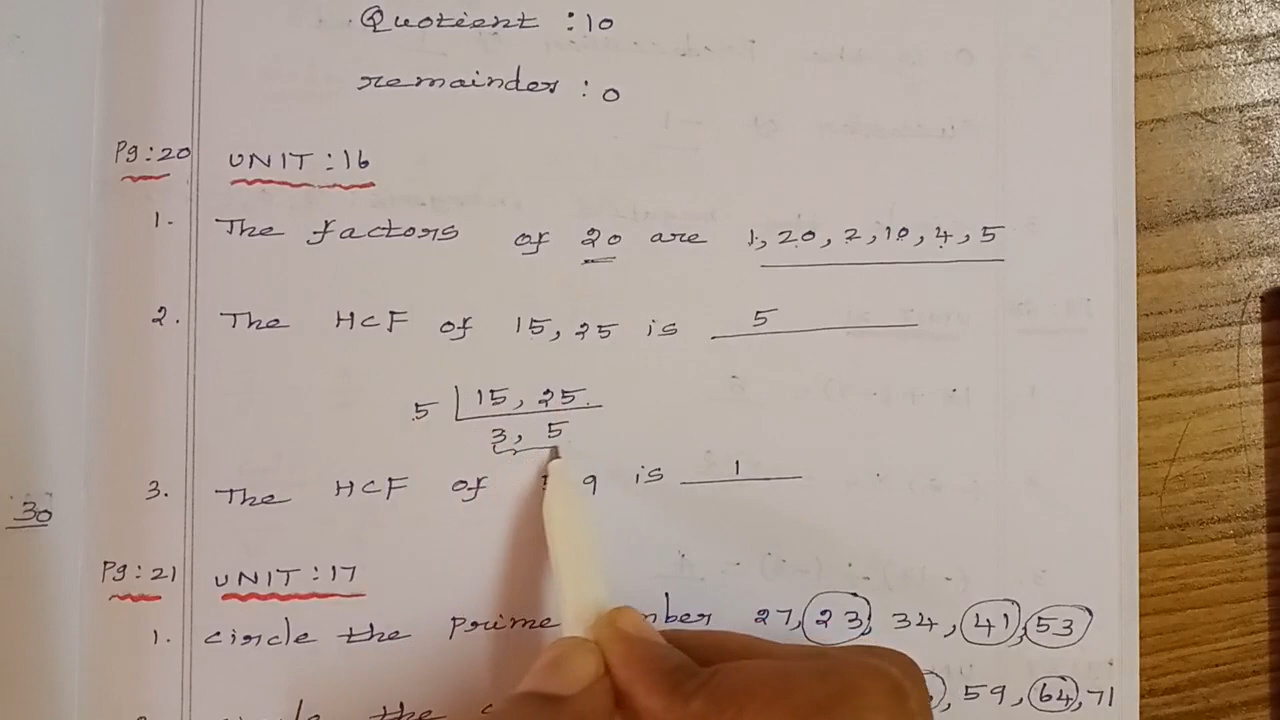 Quotient : 10
remainder : 0
Pg:20 UNIT:16
1. The factors of 20 are 1, 20, 2, 10, 4, 5
2. The HCF of 15, 25 is 5
5 15, 25
3, 5
3. The HCF of 9 is 1
30
Pg:21 UNIT:17
1. circle the prime mber 27, 23, 34, 41, 53
the 59, 64, 71